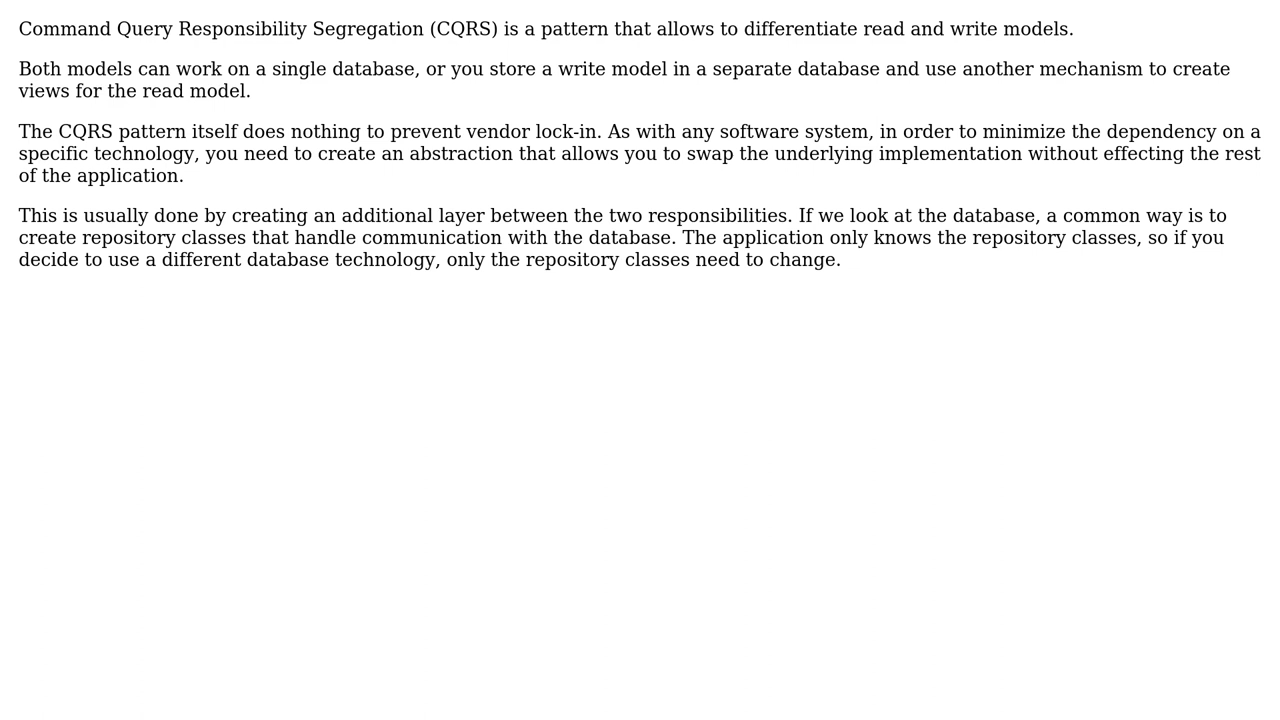 Command Query Responsibility Segregation (CQRS) is a pattern that allows to differentiate read and write models.
Both models can work on a single database, or you store a write model in a separate database and use another mechanism to create
views for the read model.
The CQRS pattern itself does nothing to prevent vendor lock-in. As with any software system, in order to minimize the dependency on a
specific technology, you need to create an abstraction that allows you to swap the underlying implementation without effecting the rest
of the application.
This is usually done by creating an additional layer between the two responsibilities. If we look at the database, a common way is to
create repository classes that handle communication with the database. The application only knows the repository classes, so if you
decide to use a different database technology, only the repository classes need to change.